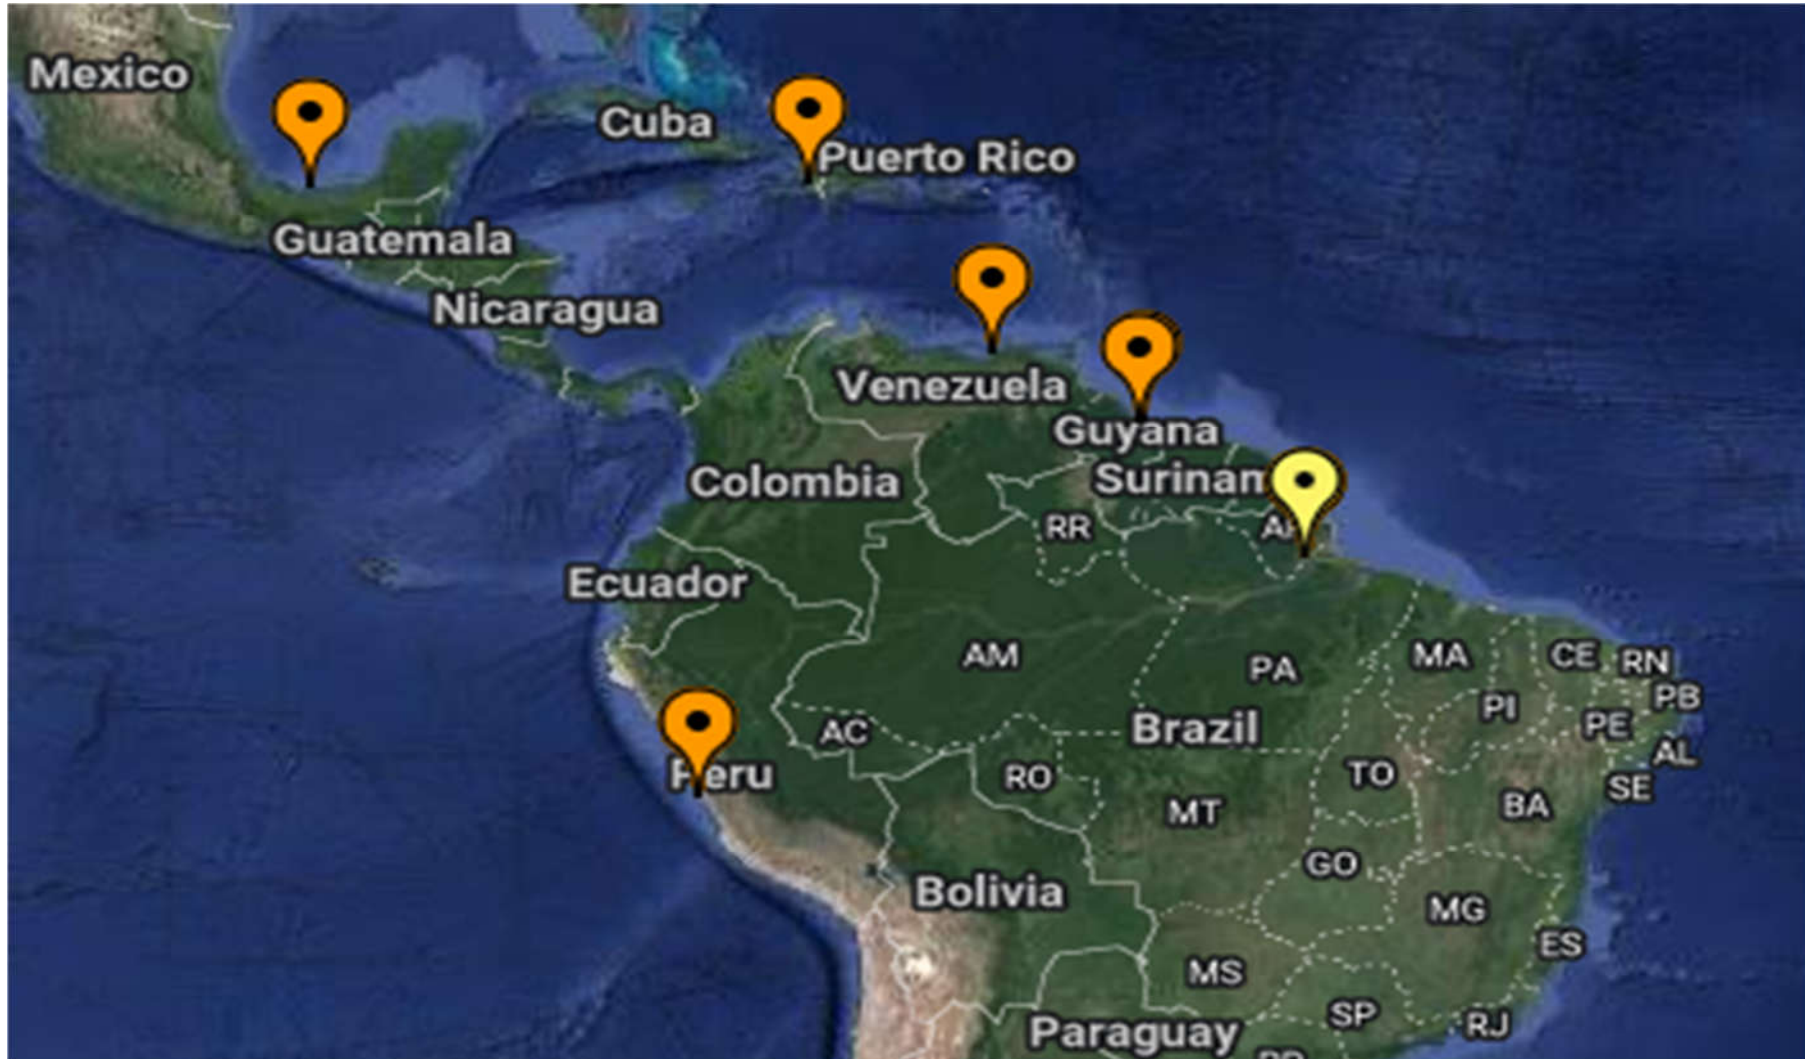 Mexico
Cuba
Puerto Rico
Guatemala
Nicaragua
Venezuela
Guyana
Colombia
Surinam
RR
Ecuador
AM
PA
MA
CE
RN
PB
PI
PE
AC
Brazil
AL
Peru
RO
TO
SE
MT
BA
GO
Bolivia
MG
ES
MS
SP
RJ
Paraguay